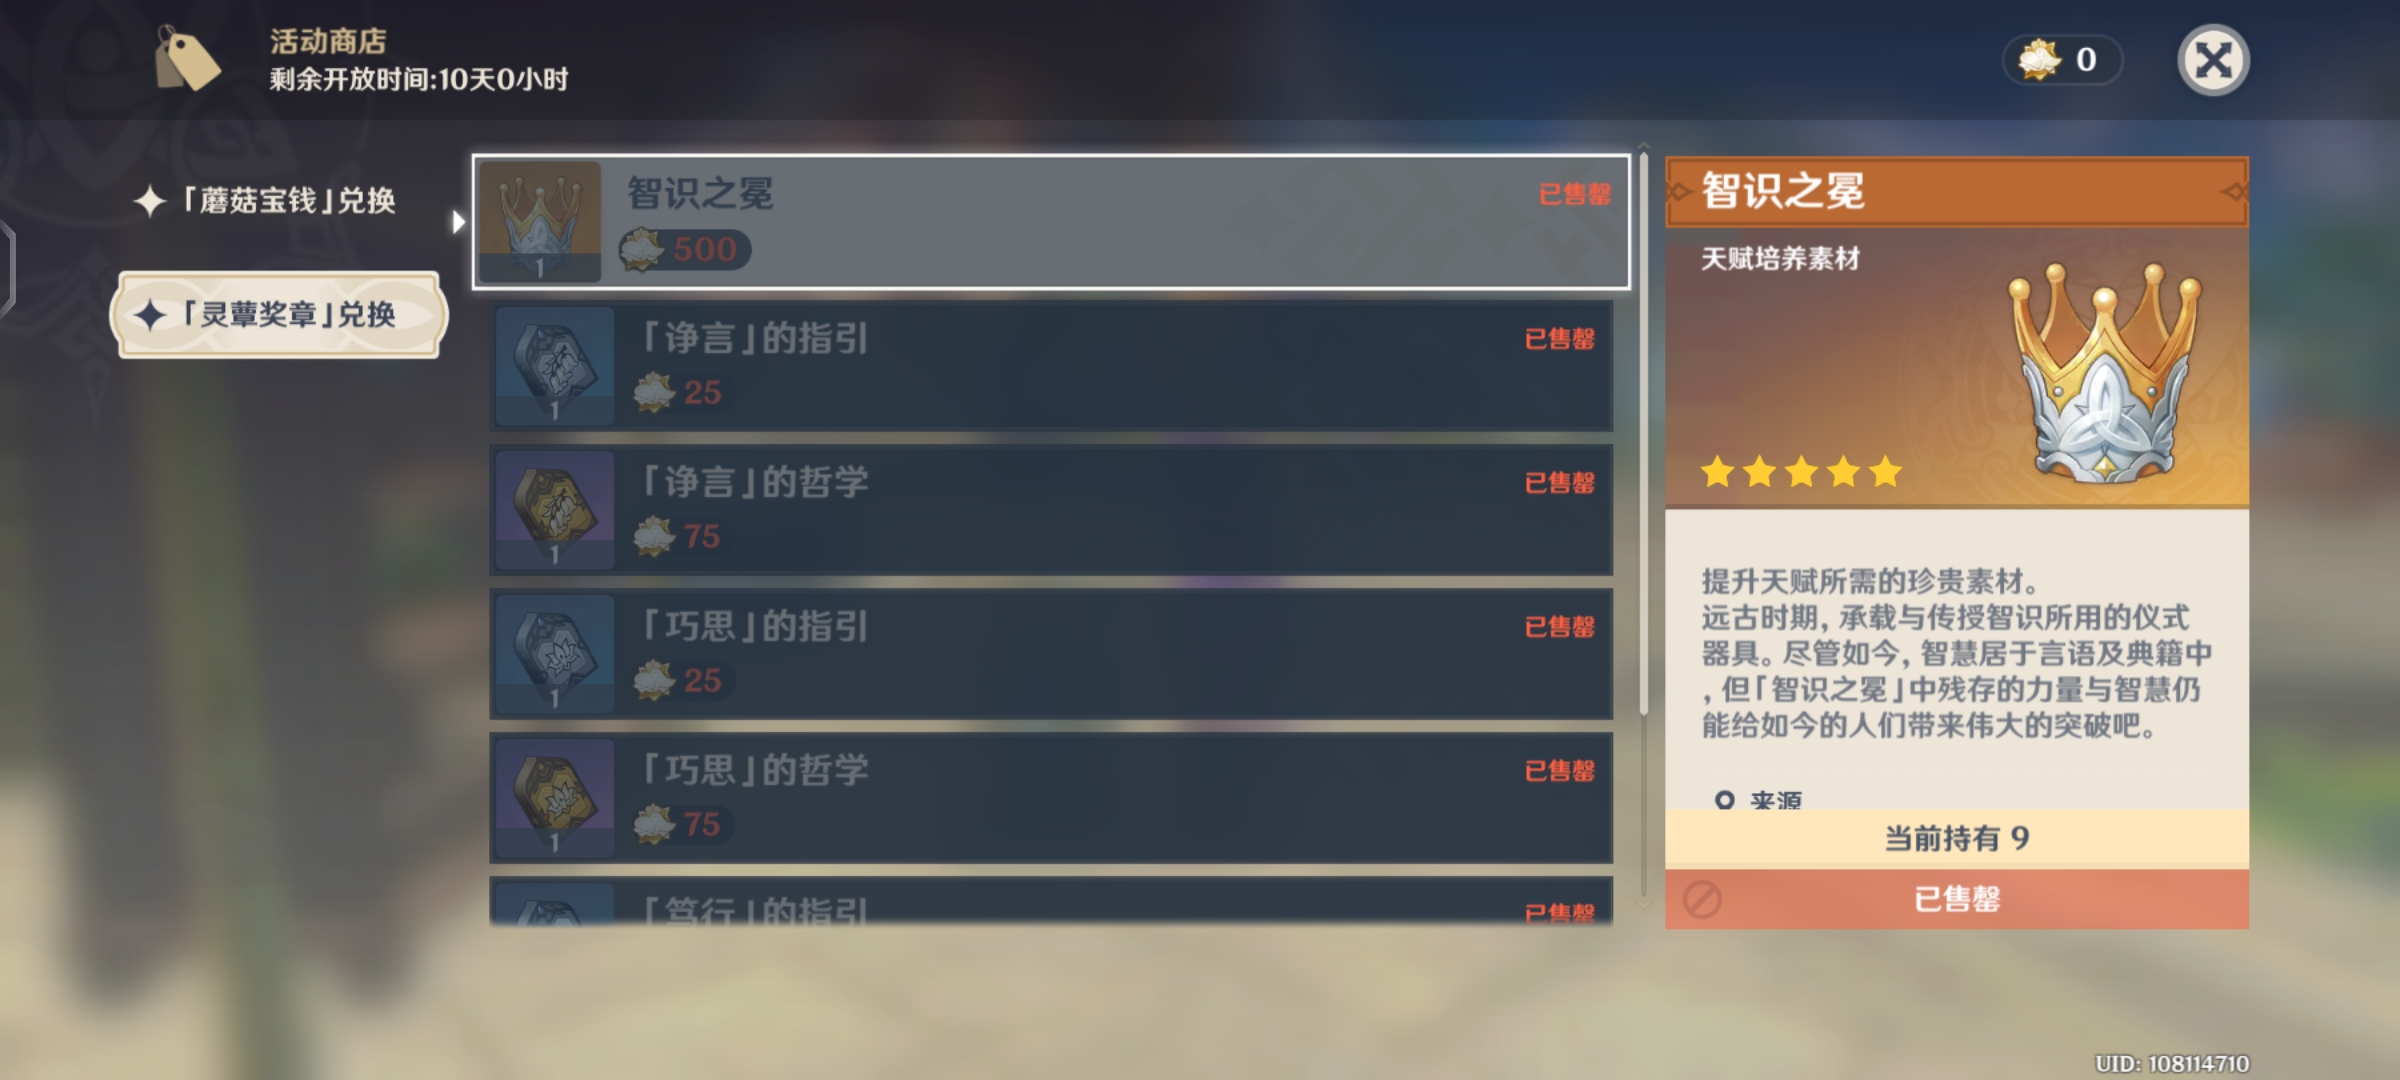 活动商店
剩余开放时间:10天0小时
0
「蘑菇宝钱」兑换
「灵蕈奖章」兑换
智识之冕
已售罄
1
500
「诤言」的指引
已售罄
1
25
「诤言」的哲学
已售罄
1
75
「巧思」的指引
已售罄
1
25
「巧思」的哲学
已售罄
1
75
「笃行」的指引
已售罄
智识之冕
天赋培养素材
提升天赋所需的珍贵素材。
远古时期，承载与传授智识所用的仪式
器具。尽管如今，智慧居于言语及典籍中
，但「智识之冕」中残存的力量与智慧仍
能给如今的人们带来伟大的突破吧。
来源
当前持有 9
已售罄
UID: 108114710